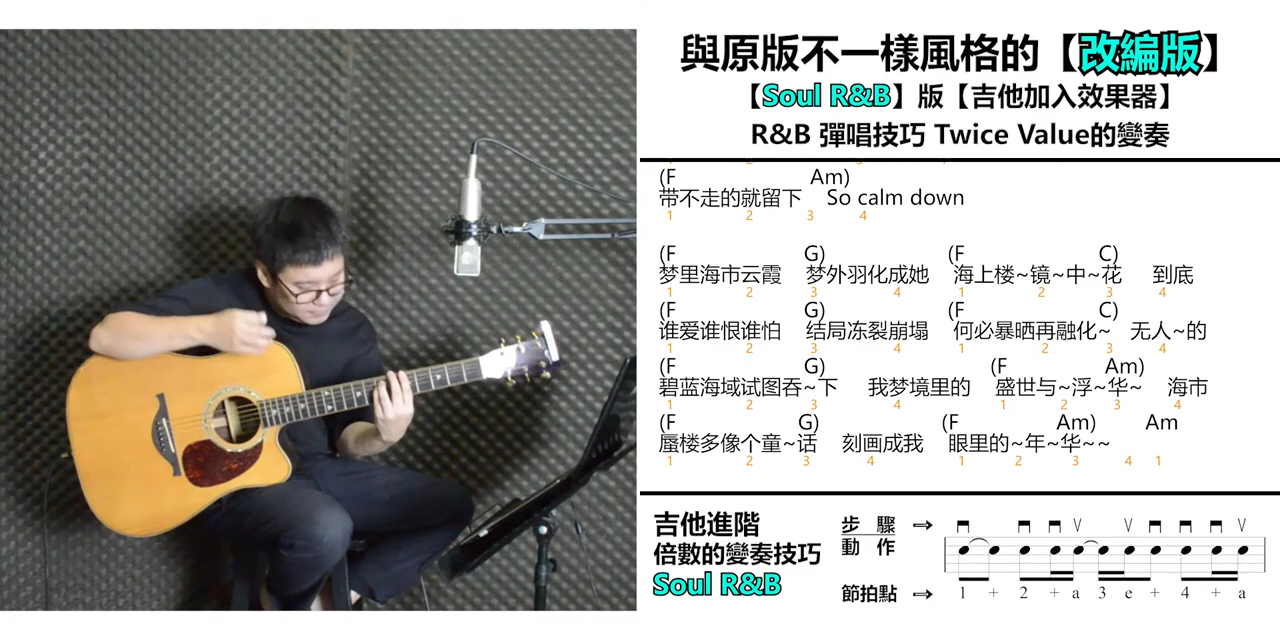 與原版不一樣風格的【改編版】
【Soul R&B】版【吉他加入效果器】
R&B 彈唱技巧 Twice Value的變奏
(F Am)
带不走的就留下 So calm down
1 2 3 4
(F G) (F C)
梦里海市云霞 梦外羽化成她 海上楼~镜~中~花 到底
1 2 3 4 1 2 3 4
(F G) (F C)
谁爱谁恨谁怕 结局冻裂崩塌 何必暴晒再融化~ 无人~的
1 2 3 4 1 2 3 4
(F G) (F Am)
碧蓝海域试图吞~下 我梦境里的 盛世与~浮~华~ 海市
1 2 3 4 1 2 3 4
(F G) (F Am) Am
蜃楼多像个童~话 刻画成我 眼里的~年~华~~
1 2 3 4 1 2 3 4 1
吉他進階
倍數的變奏技巧
Soul R&B
步 驟 →
動 作
節拍點 → 1 + 2 + a 3 e + 4 + a